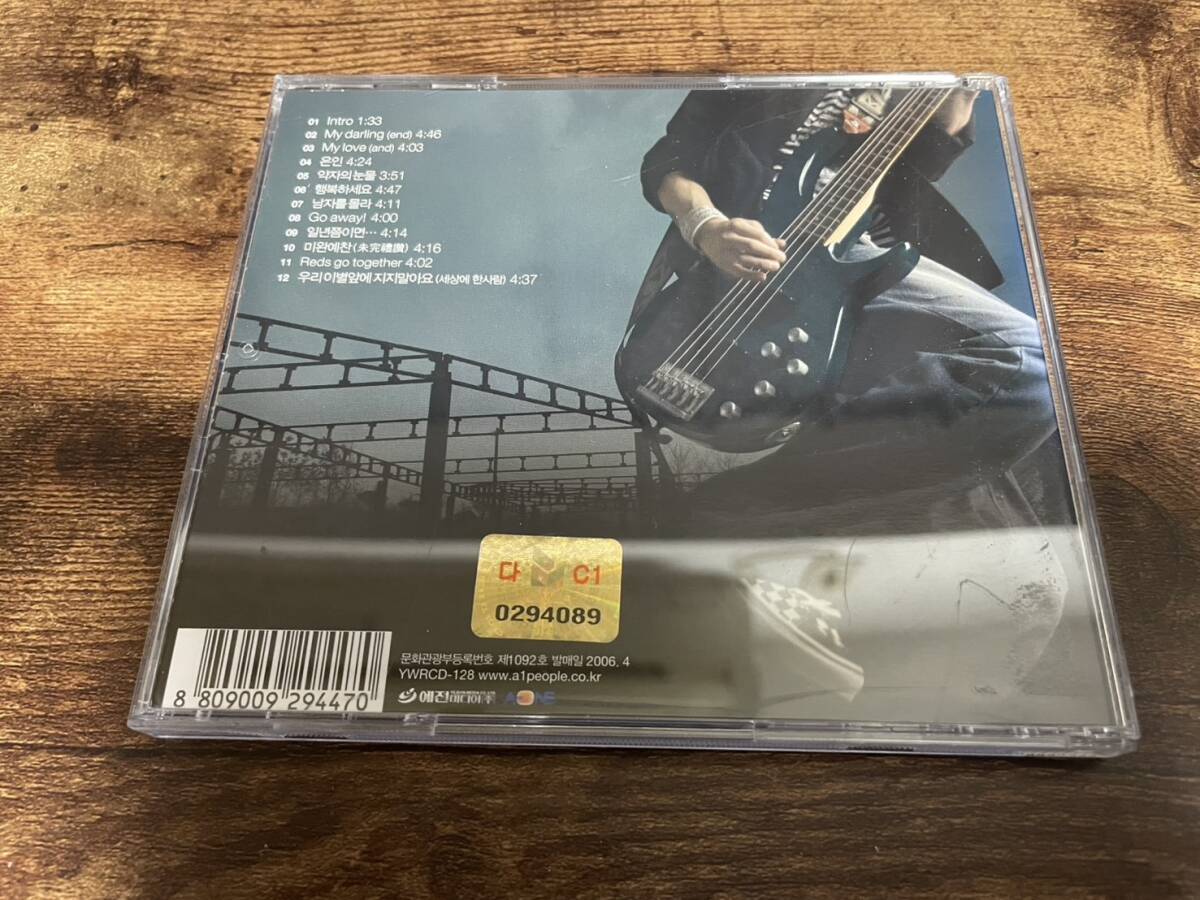 01 Intro 1:33
02 My darling (end) 4:46
03 My love (and) 4:03
04 은인 4:24
05 약자의 눈물 3:51
06 행복하세요 4:47
07 남자를 몰라 4:11
08 Go away! 4:00
09 일년쯤이면… 4:14
10 미완예찬 (未完禮讚) 4:16
11 Reds go together 4:02
12 우리 이별앞에 지지말아요 (세상에 한사람) 4:37
다 C1
0294089
문화관광부등록번호 제1092호 발매일 2006. 4
YWRCD-128 www.a1people.co.kr
예전미디어㈜ A ONE
8 809009 294470